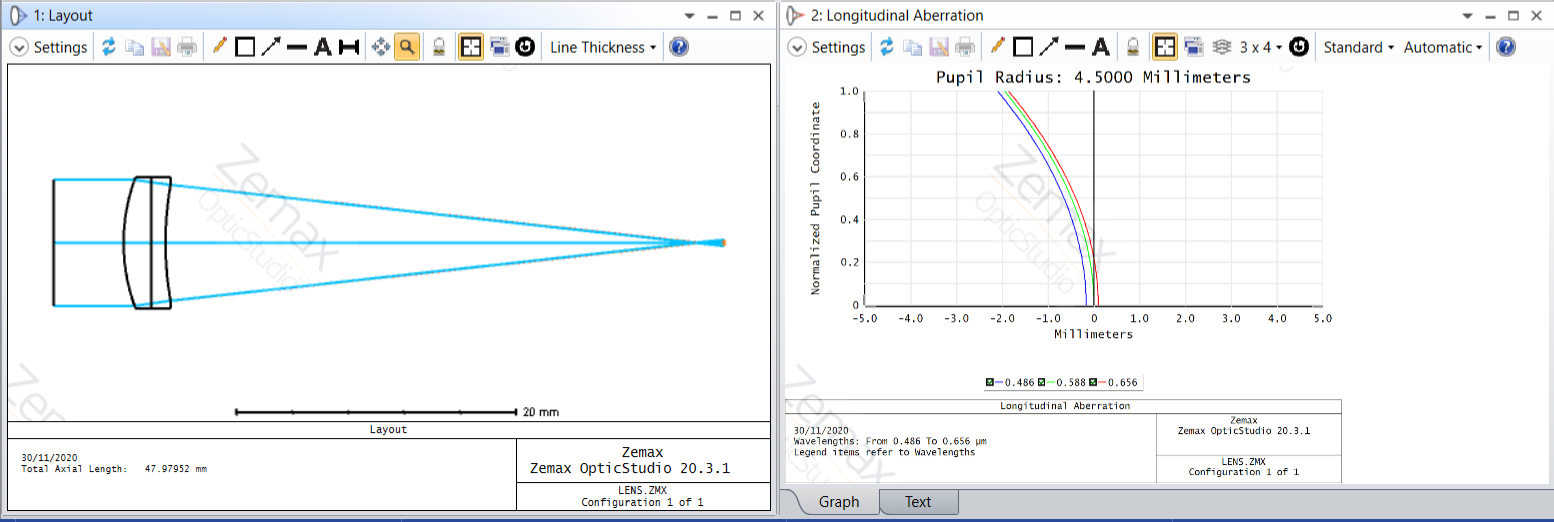 1: Layout
Settings
A
Line Thickness
Zemax
OpticStudio
Zen
20 mm
Layout
30/11/2020
Total Axial Length: 47.97952 mm
Zemax
Zemax OpticStudio 20.3.1
LENS.ZMX
Configuration 1 of 1
2: Longitudinal Aberration
Settings
A
3 x 4
Standard
Automatic
Pupil Radius: 4.5000 Millimeters
Normalized Pupil Coordinate
1.0
0.8
0.6
0.4
0.2
0
-5.0 -4.0 -3.0 -2.0 -1.0 0 1.0 2.0 3.0 4.0 5.0
Millimeters
Zemax
OpticStudio
0.486 0.588 0.656
Longitudinal Aberration
30/11/2020
Wavelengths: From 0.486 To 0.656 µm
Legend items refer to Wavelengths
Zemax
Zemax OpticStudio 20.3.1
LENS.ZMX
Configuration 1 of 1
Graph
Text